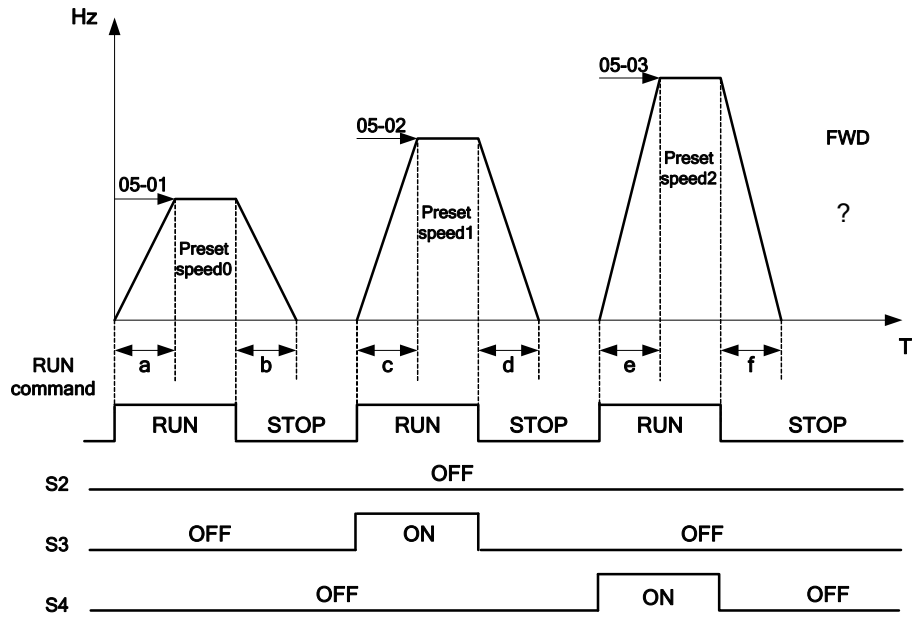 Hz
05-03
05-02
FWD
Preset
speed2
05-01
Preset
speed1
?
Preset
speed0
T
a
b
c
d
e
f
RUN
command
RUN
STOP
RUN
STOP
RUN
STOP
S2
OFF
S3
OFF
ON
OFF
S4
OFF
ON
OFF